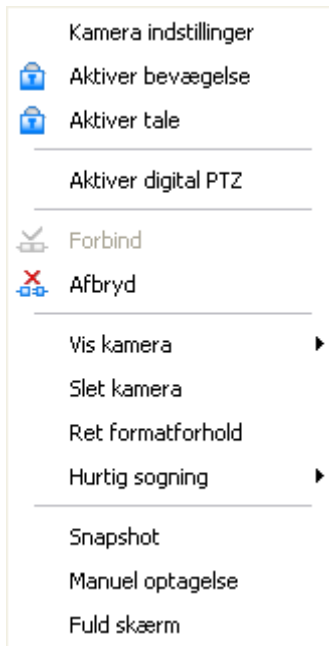 Kamera indstillinger
Aktiver bevægelse
Aktiver tale
Aktiver digital PTZ
Forbind
Afbryd
Vis kamera
Slet kamera
Ret formatforhold
Hurtig sogning
Snapshot
Manuel optagelse
Fuld skærm